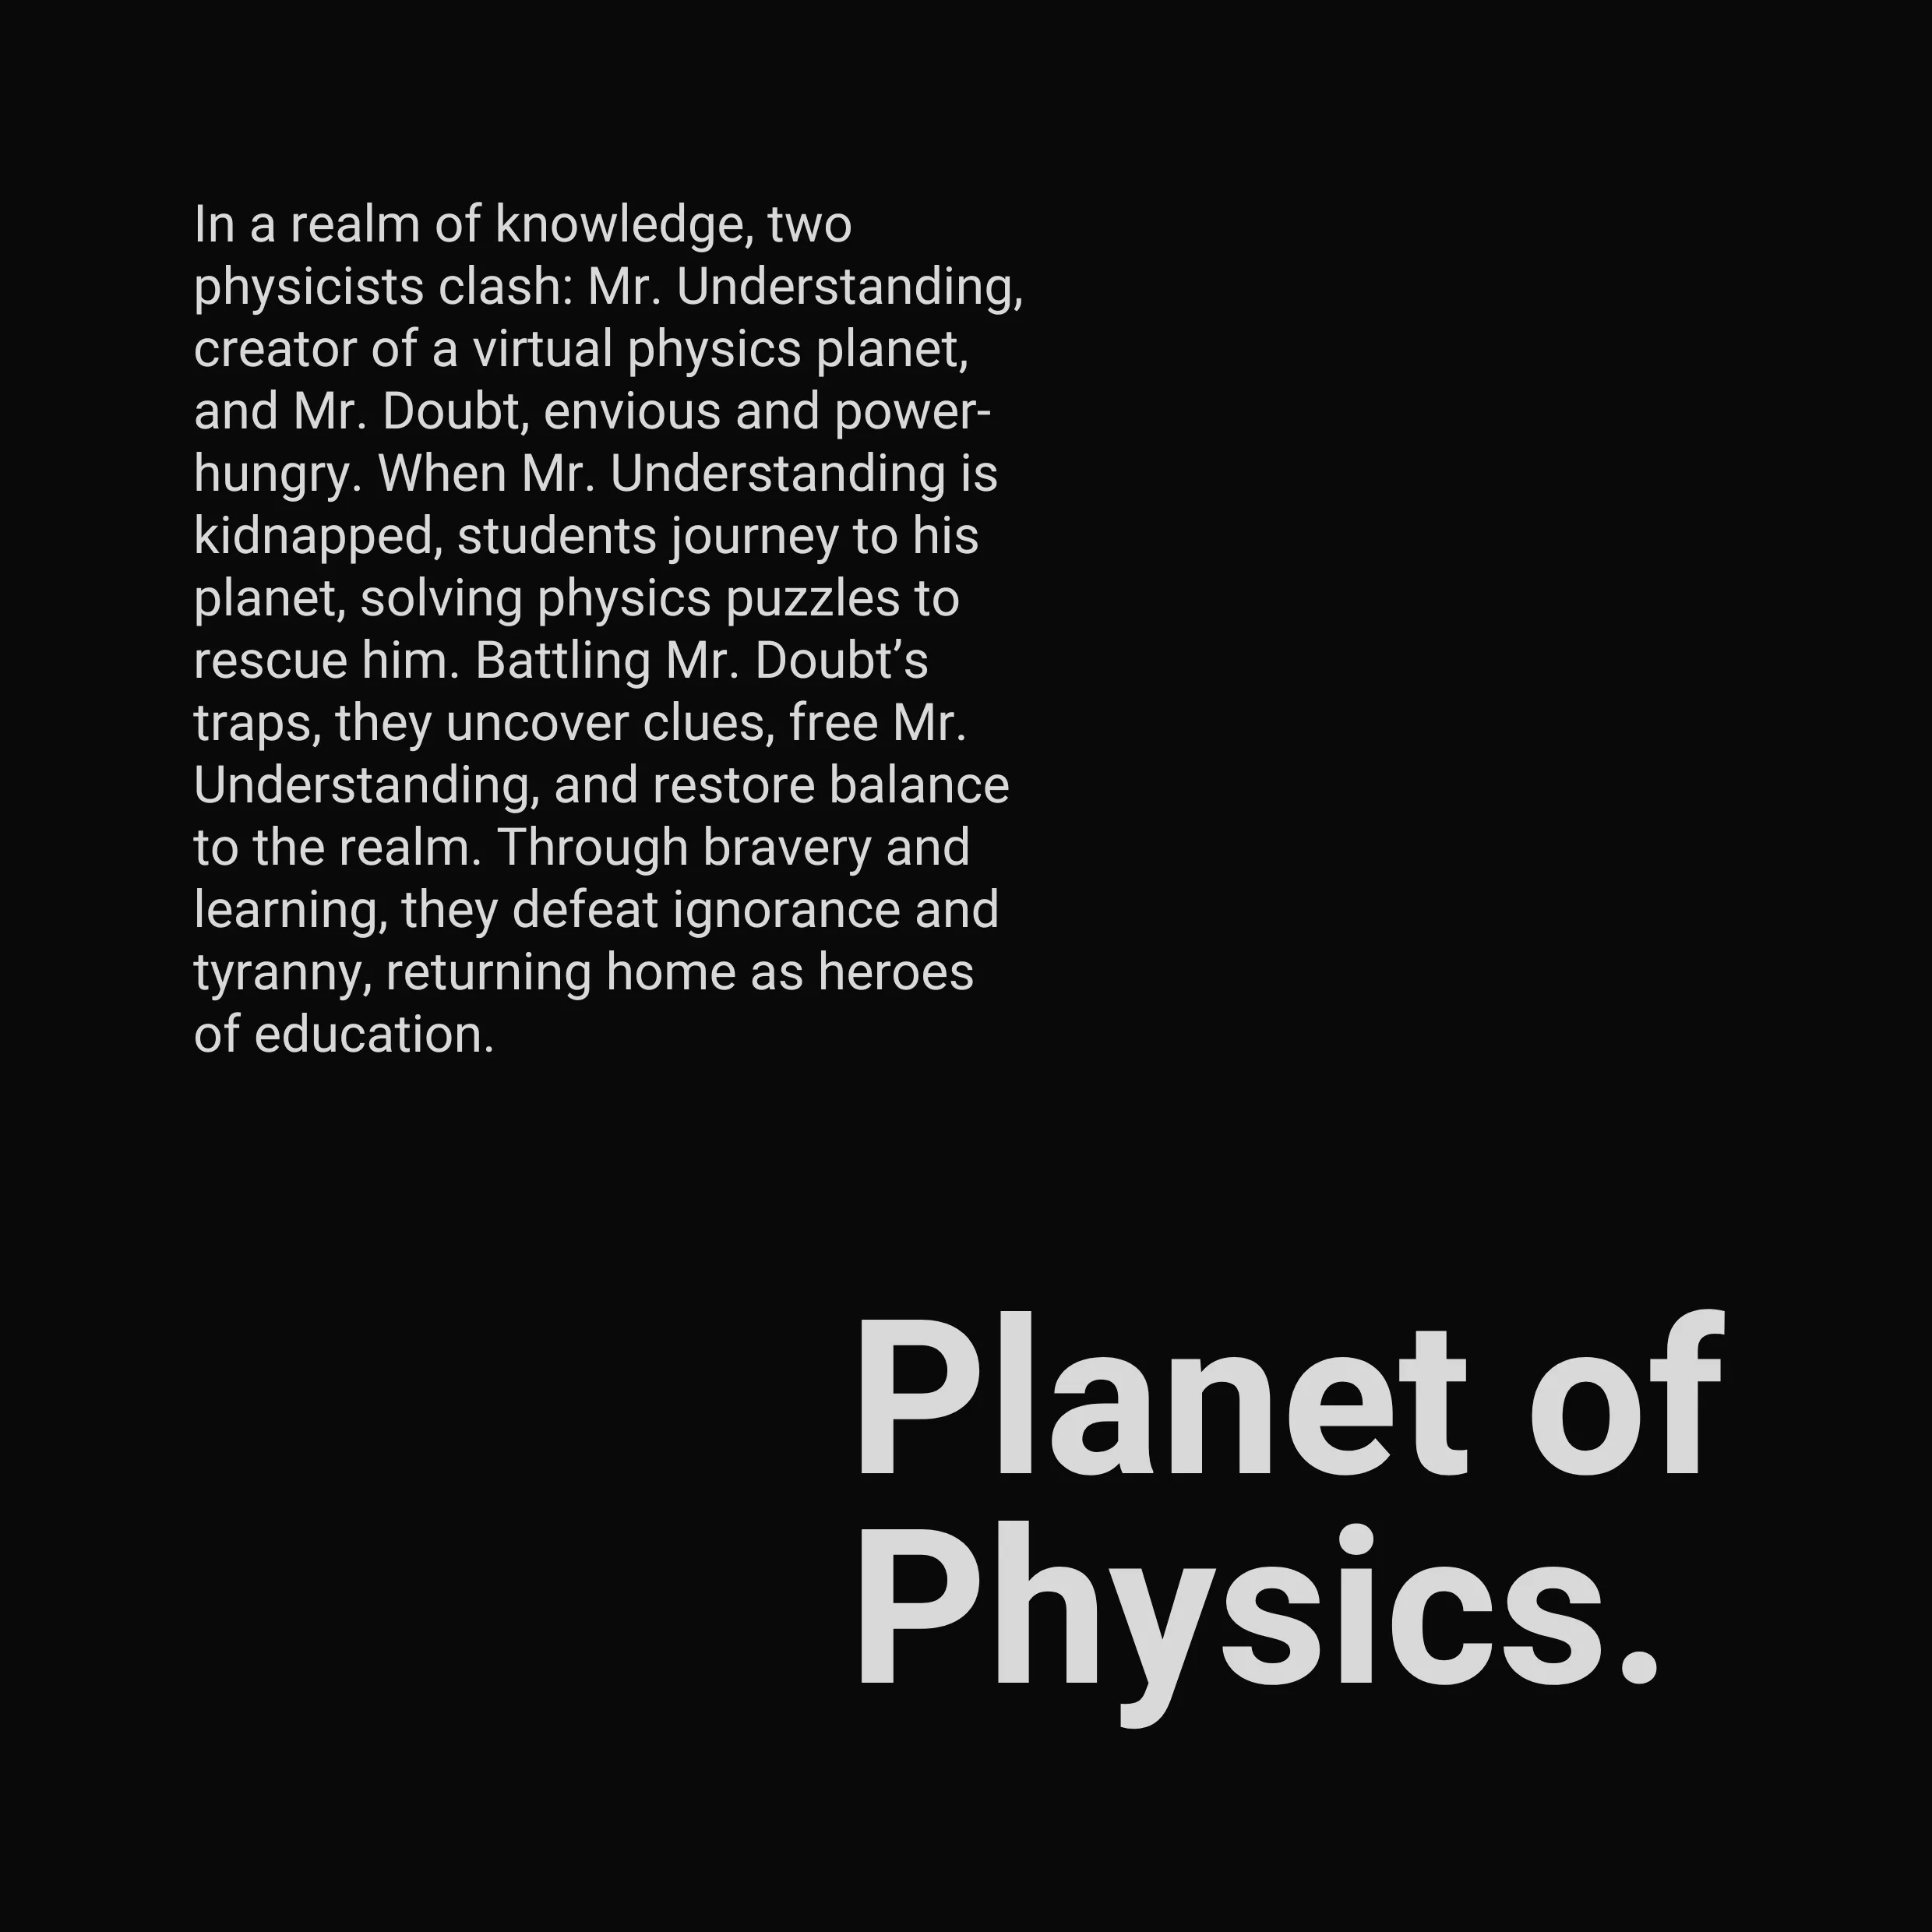 In a realm of knowledge, two
physicists clash: Mr. Understanding,
creator of a virtual physics planet,
and Mr. Doubt, envious and power-
hungry. When Mr. Understanding is
kidnapped, students journey to his
planet, solving physics puzzles to
rescue him. Battling Mr. Doubt’s
traps, they uncover clues, free Mr.
Understanding, and restore balance
to the realm. Through bravery and
learning, they defeat ignorance and
tyranny, returning home as heroes
of education.
Planet of
Physics.